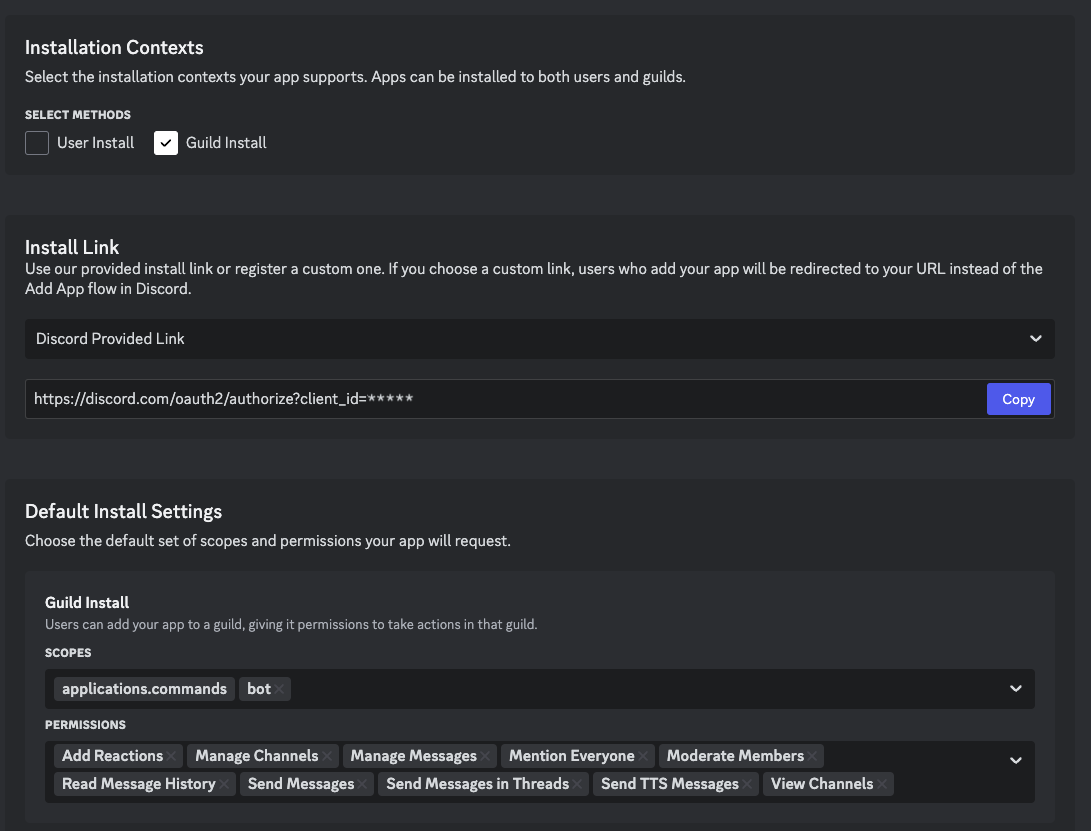 Installation Contexts
Select the installation contexts your app supports. Apps can be installed to both users and guilds.
SELECT METHODS
User Install Guild Install
Install Link
Use our provided install link or register a custom one. If you choose a custom link, users who add your app will be redirected to your URL instead of the
Add App flow in Discord.
Discord Provided Link
https://discord.com/oauth2/authorize?client_id=***** Copy
Default Install Settings
Choose the default set of scopes and permissions your app will request.
Guild Install
Users can add your app to a guild, giving it permissions to take actions in that guild.
SCOPES
applications.commands bot
PERMISSIONS
Add Reactions Manage Channels Manage Messages Mention Everyone Moderate Members
Read Message History Send Messages Send Messages in Threads Send TTS Messages View Channels